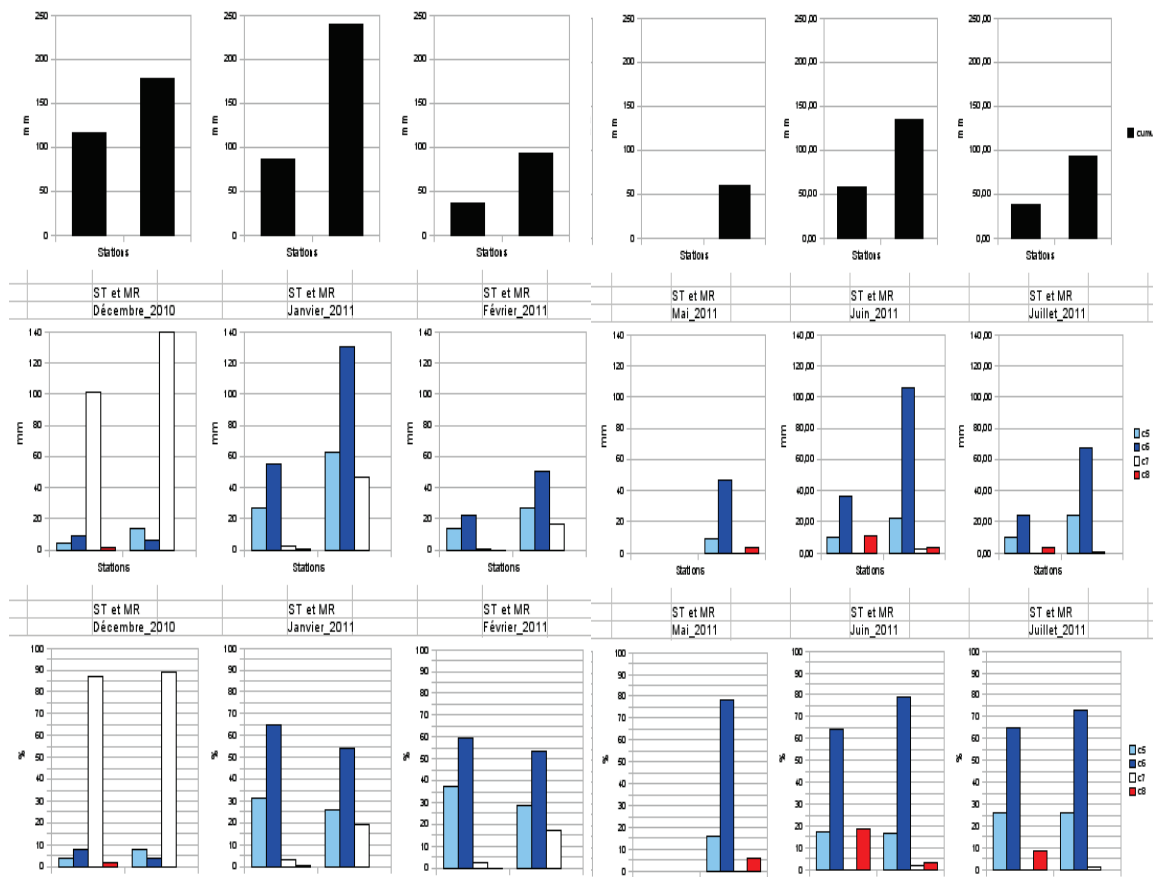 250 250 250 250 250,00 250,00
200 200 200 200 200,00 200,00
150 150 150 150 150,00 150,00
mm mm mm mm mm mm
100 100 100 100 100,00 100,00
50 50 50 50 50,00 50,00
0 0 0 0 0,00 0,00
Stations Stations Stations Stations Stations Stations
ST et MR ST et MR ST et MR ST et MR ST et MR ST et MR
Décembre_2010 Janvier_2011 Février_2011 Mai_2011 Juin_2011 Juillet_2011
140 140 140 140 140,00 140,00
120 120 120 120 120,00 120,00
100 100 100 100 100,00 100,00
80 80 80 80 80,00 80,00
mm mm mm mm mm mm
60 60 60 60 60,00 60,00
40 40 40 40 40,00 40,00
20 20 20 20 20,00 20,00
0 0 0 0 0,00 0,00
c5
c6
c7
c8
Stations Stations Stations Stations Stations Stations
ST et MR ST et MR ST et MR ST et MR ST et MR ST et MR
Décembre_2010 Janvier_2011 Février_2011 Mai_2011 Juin_2011 Juillet_2011
100 100 100 100 100 100
90 90 90 90 90 90
80 80 80 80 80 80
70 70 70 70 70 70
60 60 60 60 60 60
% % % % % %
50 50 50 50 50 50
40 40 40 40 40 40
30 30 30 30 30 30
20 20 20 20 20 20
10 10 10 10 10 10
0 0 0 0 0 0
c5
c6
c7
c8